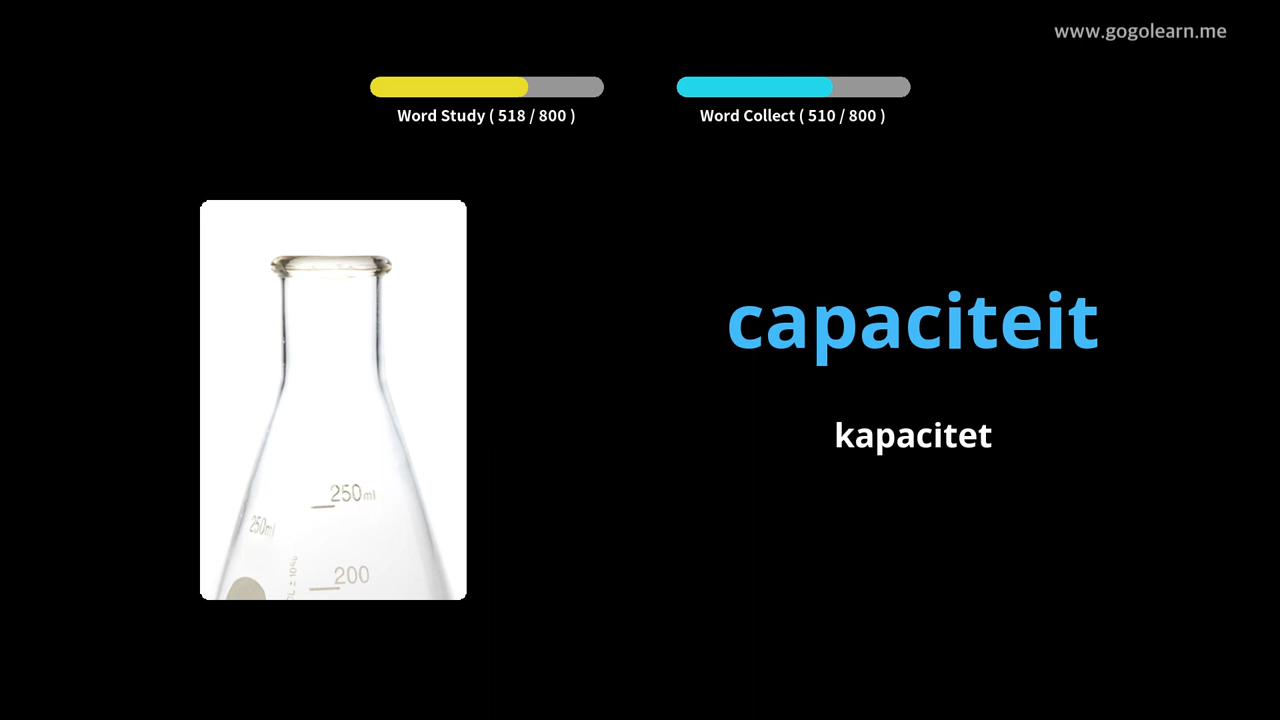 www.gogolearn.me
Word Study ( 518 / 800 )
Word Collect ( 510 / 800 )
capaciteit
kapacitet
250ml
250ml
200